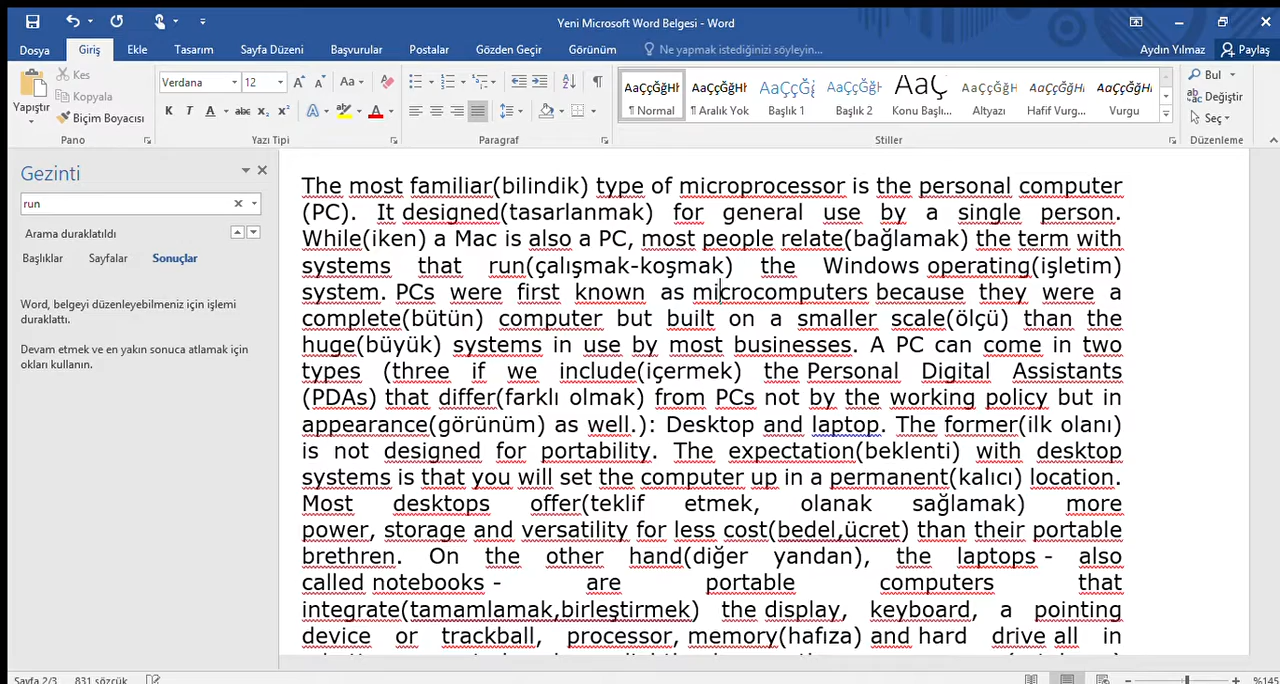 Yeni Microsoft Word Belgesi - Word
Dosya Giriş Ekle Tasarım Sayfa Düzeni Başvurular Postalar Gözden Geçir Görünüm Ne yapmak istediğinizi söyleyin... Aydın Yılmaz Paylaş
Yapıştır
Kes
Kopyala
Biçim Boyacısı
Verdana 12
K T A abc x₂ x²
AaÇçĞğHł AaÇçĞğHł AaÇçĞğ AaÇçĞğH AaÇ AaÇçĞğH AaÇçĞğHł AaÇçĞğHł
¶ Normal ¶ Aralık Yok Başlık 1 Başlık 2 Konu Başlı... Altyazı Hafif Vurg... Vurgu
Bul
Değiştir
Seç
Pano Yazı Tipi Paragraf Stiller Düzenleme
Gezinti
run
Arama duraklatıldı
Başlıklar Sayfalar Sonuçlar
Word, belgeyi düzenleyebilmeniz için işlemi
duraklattı.
Devam etmek ve en yakın sonuca atlamak için
okları kullanın.
The most familiar(bilindik) type of microprocessor is the personal computer
(PC). It designed(tasarlanmak) for general use by a single person.
While(iken) a Mac is also a PC, most people relate(bağlamak) the term with
systems that run(çalışmak-koşmak) the Windows operating(işletim)
system. PCs were first known as microcomputers because they were a
complete(bütün) computer but built on a smaller scale(ölçü) than the
huge(büyük) systems in use by most businesses. A PC can come in two
types (three if we include(içermek) the Personal Digital Assistants
(PDAs) that differ(farklı olmak) from PCs not by the working policy but in
appearance(görünüm) as well.): Desktop and laptop. The former(ilk olanı)
is not designed for portability. The expectation(beklenti) with desktop
systems is that you will set the computer up in a permanent(kalıcı) location.
Most desktops offer(teklif etmek, olanak sağlamak) more
power, storage and versatility for less cost(bedel,ücret) than their portable
brethren. On the other hand(diğer yandan), the laptops - also
called notebooks - are portable computers that
integrate(tamamlamak,birleştirmek) the display, keyboard, a pointing
device or trackball, processor, memory(hafıza) and hard drive all in
Sayfa 2/3 831 sözcük %145